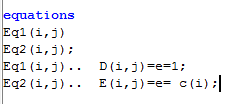 equations
Eq1(i,j)
Eq2(i,j);
Eq1(i,j).. D(i,j)=e=1;
Eq2(i,j).. E(i,j)=e= c(i);